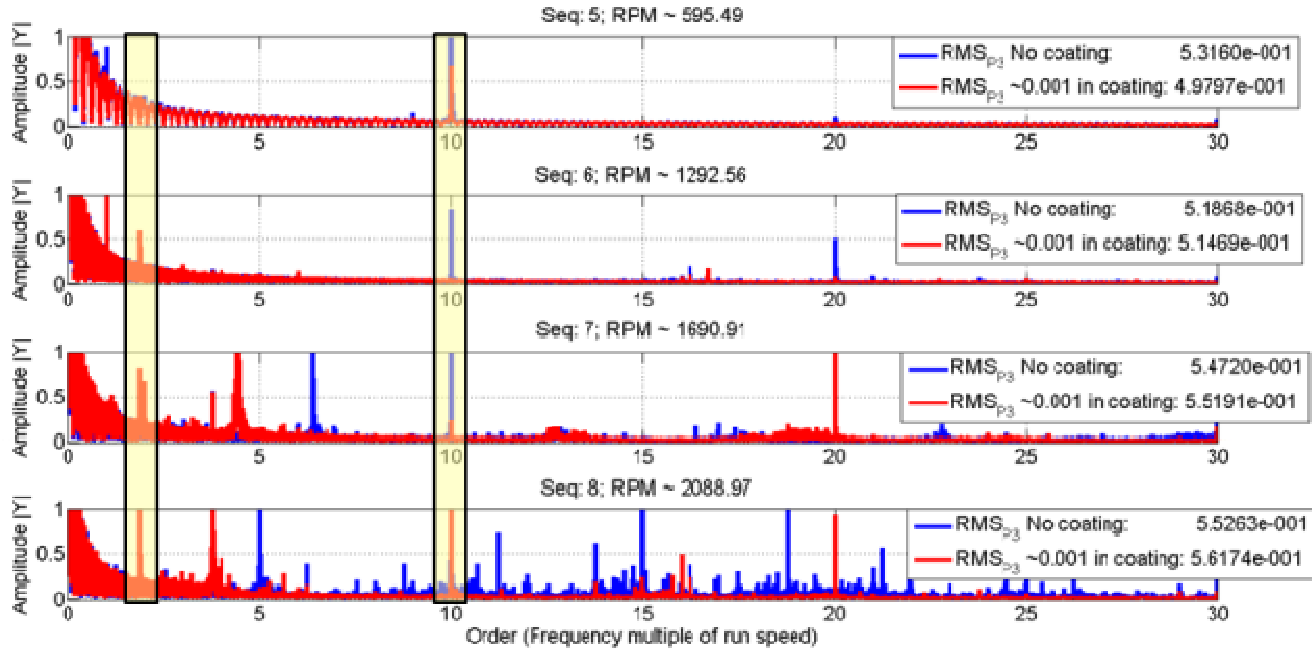 Seq: 5; RPM ~ 595.49
Amplitude |Y|
1
0.5
0
RMS_P3 No coating: 5.3160e-001
RMS_P3 ~0.001 in coating: 4.9797e-001
0 5 10 15 20 25 30
Seq: 6; RPM ~ 1292.56
Amplitude |Y|
1
0.5
0
RMS_P3 No coating: 5.1868e-001
RMS_P3 ~0.001 in coating: 5.1469e-001
0 5 10 15 20 25 30
Seq: 7; RPM ~ 1690.91
Amplitude |Y|
1
0.5
0
RMS_P3 No coating: 5.4720e-001
RMS_P3 ~0.001 in coating: 5.5191e-001
0 5 10 15 20 25 30
Seq: 8; RPM ~ 2088.97
Amplitude |Y|
1
0.5
0
RMS_P3 No coating: 5.5263e-001
RMS_P3 ~0.001 in coating: 5.6174e-001
0 5 10 15 20 25 30
Order (Frequency multiple of run speed)